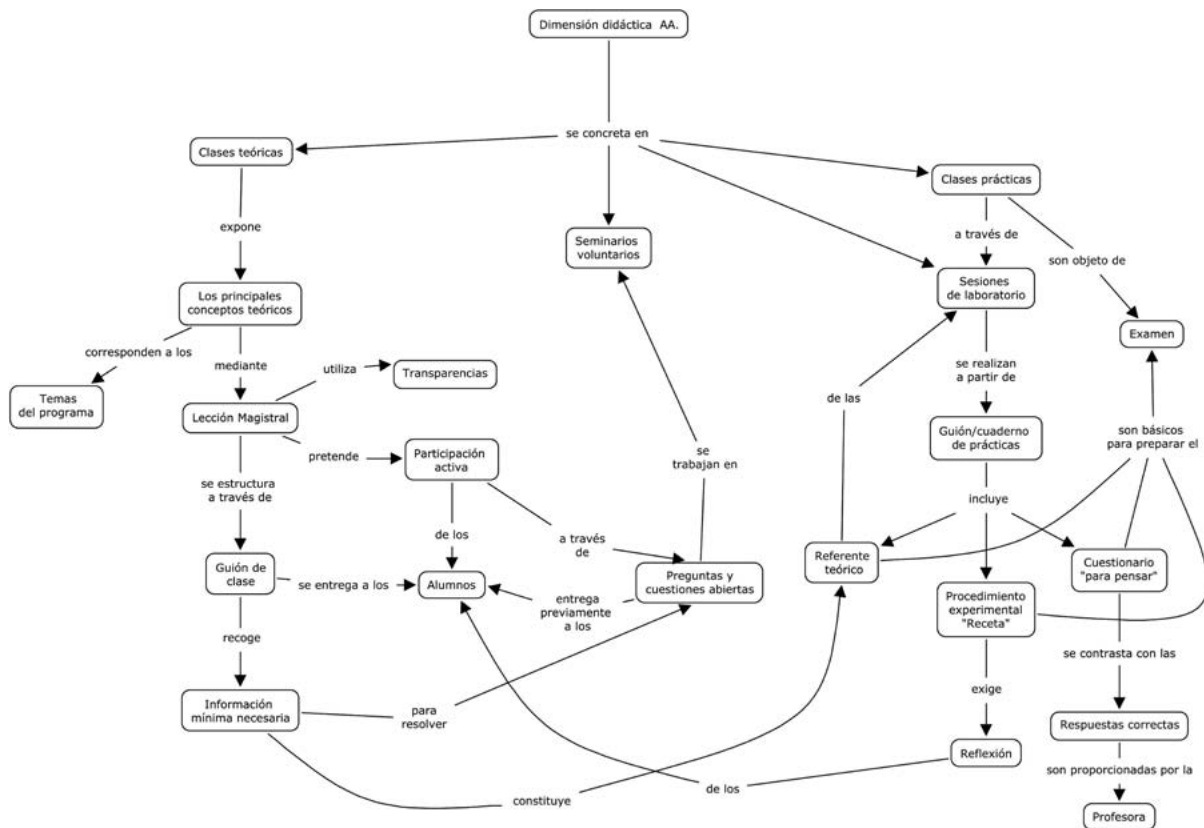 Dimensión didáctica AA.
se concreta en
Clases teóricas
Clases prácticas
expone
Seminarios
voluntarios
a través de
son objeto de
Los principales
conceptos teóricos
Sesiones
de laboratorio
Examen
corresponden a los
mediante
utiliza
Transparencias
se realizan
a partir de
Temas
del programa
Lección Magistral
de las
pretende
Participación
activa
se
trabajan en
Guión/cuaderno
de prácticas
son básicos
para preparar el
se estructura
a través de
incluye
de los
a través
de
Referente
teórico
Cuestionario
"para pensar"
Guión de
clase
se entrega a los
Alumnos
entrega
previamente
a los
Preguntas y
cuestiones abiertas
Procedimiento
experimental
"Receta"
recoge
se contrasta con las
exige
Información
mínima necesaria
para
resolver
Respuestas correctas
Reflexión
son proporcionadas por la
constituye
de los
Profesora